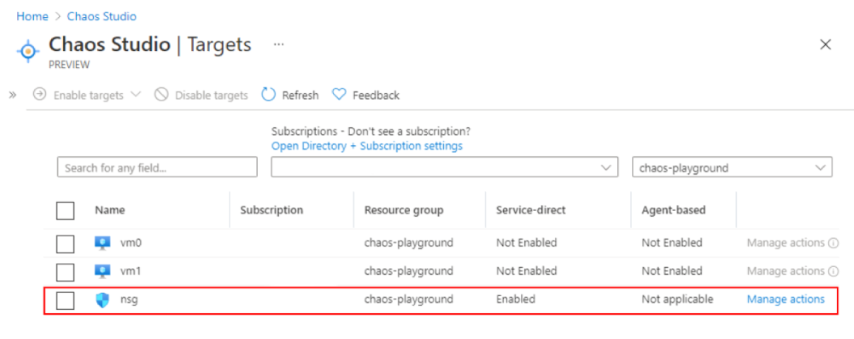 Home > Chaos Studio
Chaos Studio | Targets ...
PREVIEW
» Enable targets Disable targets Refresh Feedback
Subscriptions - Don't see a subscription?
Open Directory + Subscription settings
Search for any field... chaos-playground
Name Subscription Resource group Service-direct Agent-based
vm0 chaos-playground Not Enabled Not Enabled Manage actions
vm1 chaos-playground Not Enabled Not Enabled Manage actions
nsg chaos-playground Enabled Not applicable Manage actions